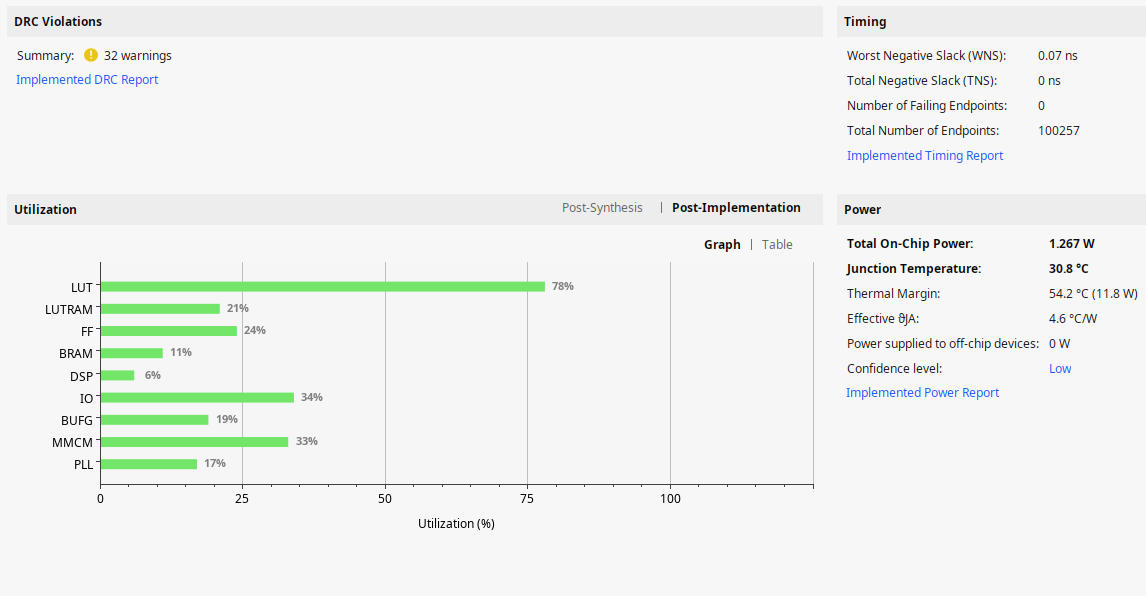 DRC Violations
Summary: 32 warnings
Implemented DRC Report
Timing
Worst Negative Slack (WNS): 0.07 ns
Total Negative Slack (TNS): 0 ns
Number of Failing Endpoints: 0
Total Number of Endpoints: 100257
Implemented Timing Report
Utilization
Post-Synthesis | Post-Implementation
Graph | Table
LUT 78%
LUTRAM 21%
FF 24%
BRAM 11%
DSP 6%
IO 34%
BUFG 19%
MMCM 33%
PLL 17%
0 25 50 75 100
Utilization (%)
Power
Total On-Chip Power: 1.267 W
Junction Temperature: 30.8 °C
Thermal Margin: 54.2 °C (11.8 W)
Effective ϑJA: 4.6 °C/W
Power supplied to off-chip devices: 0 W
Confidence level: Low
Implemented Power Report